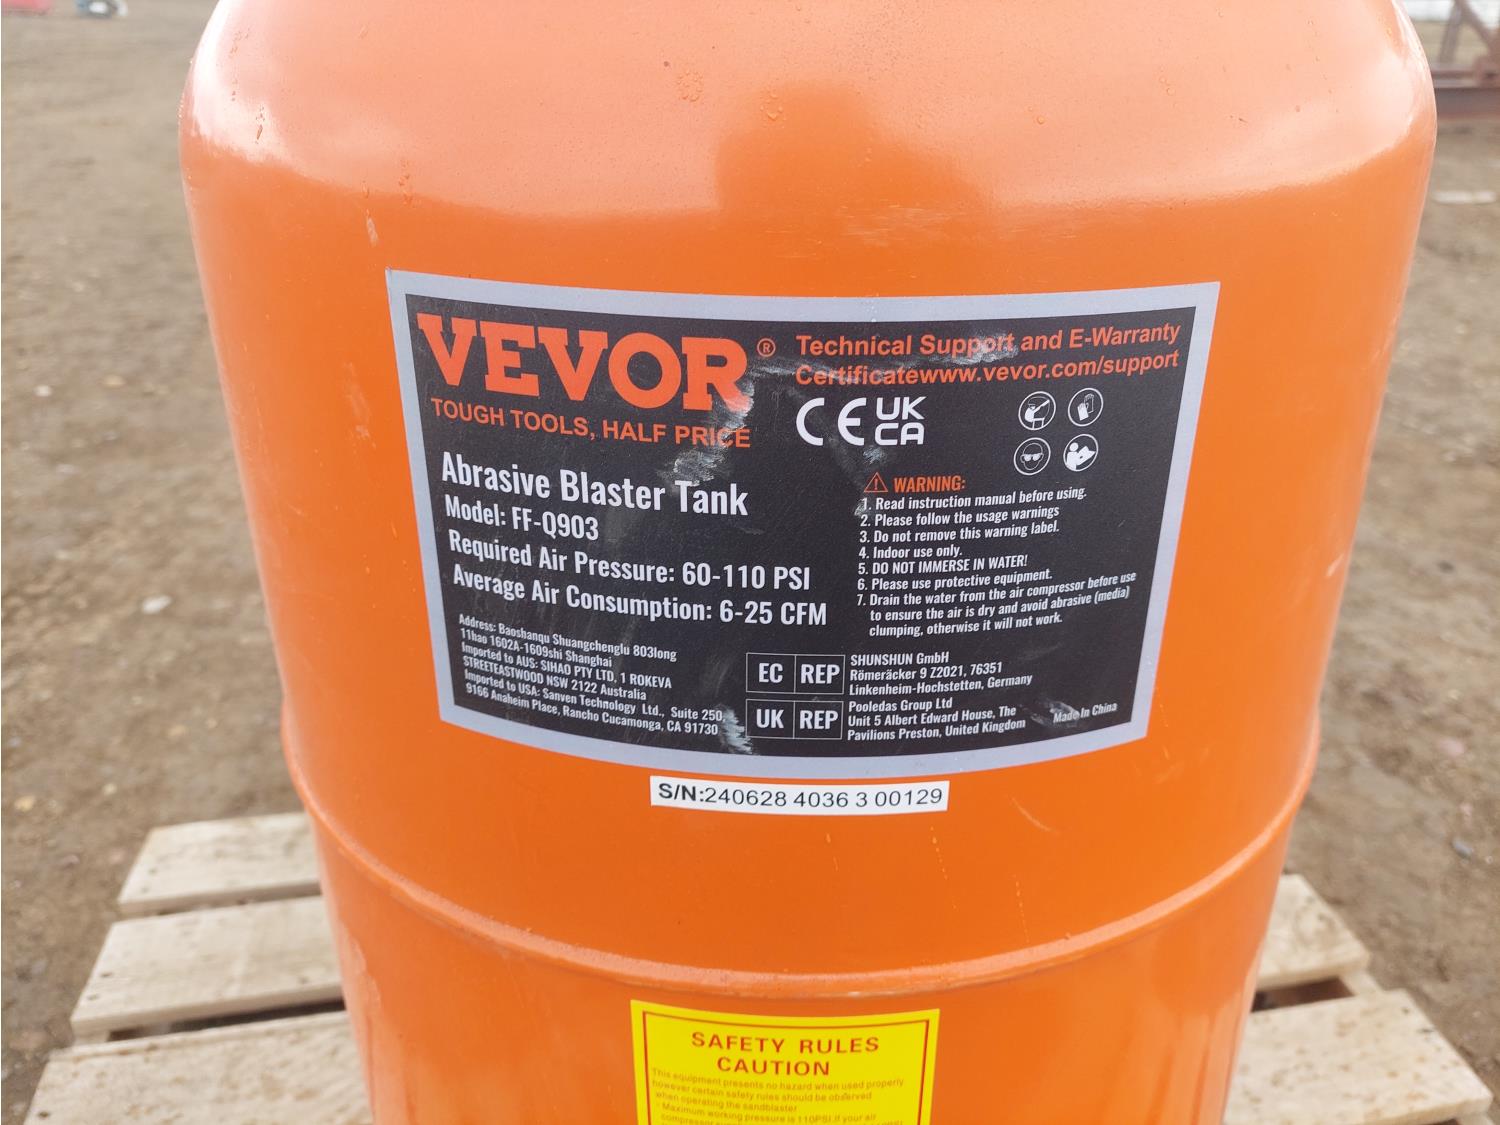 VEVOR®
TOUGH TOOLS, HALF PRICE
Technical Support and E-Warranty
Certificatewww.vevor.com/support
CE UK
CA
Abrasive Blaster Tank
Model: FF-Q903
Required Air Pressure: 60-110 PSI
Average Air Consumption: 6-25 CFM
WARNING:
1. Read instruction manual before using.
2. Please follow the usage warnings
3. Do not remove this warning label.
4. Indoor use only.
5. DO NOT IMMERSE IN WATER!
6. Please use protective equipment.
7. Drain the water from the air compressor before use
to ensure the air is dry and avoid abrasive (media)
clumping, otherwise it will not work.
Address: Baoshanqu Shuangchenglu 803long
11hao 1602A-1609shi Shanghai
Imported to AUS: SIHAO PTY LTD, 1 ROKEVA
STREETEASTWOOD NSW 2122 Australia
Imported to USA: Sanven Technology Ltd., Suite 250,
9166 Anaheim Place, Rancho Cucamonga, CA 91730
EC REP
SHUNSHUN GmbH
Römeräcker 9 Z2021, 76351
Linkenheim-Hochstetten, Germany
UK REP
Pooledas Group Ltd
Unit 5 Albert Edward House, The
Pavilions Preston, United Kingdom
Made In China
S/N:240628 4036 3 00129
SAFETY RULES
CAUTION
This equipment presents no hazard when used properly
however certain safety rules should be observed
when operating the sandblaster
- Maximum working pressure is 110PSI.if your air
compressor